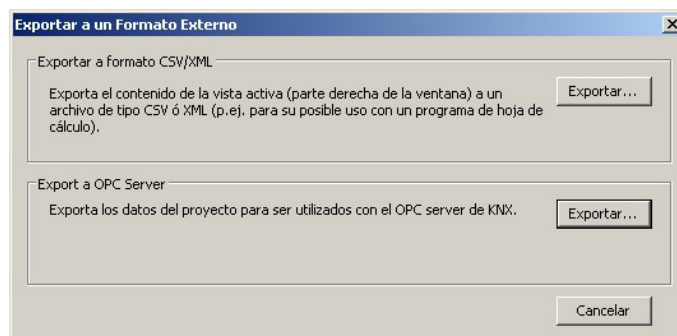 Exportar a un Formato Externo
Exportar a formato CSV/XML
Exporta el contenido de la vista activa (parte derecha de la ventana) a un
archivo de tipo CSV ó XML (p.ej. para su posible uso con un programa de hoja de
cálculo).
Exportar...
Export a OPC Server
Exporta los datos del proyecto para ser utilizados con el OPC server de KNX.
Exportar...
Cancelar